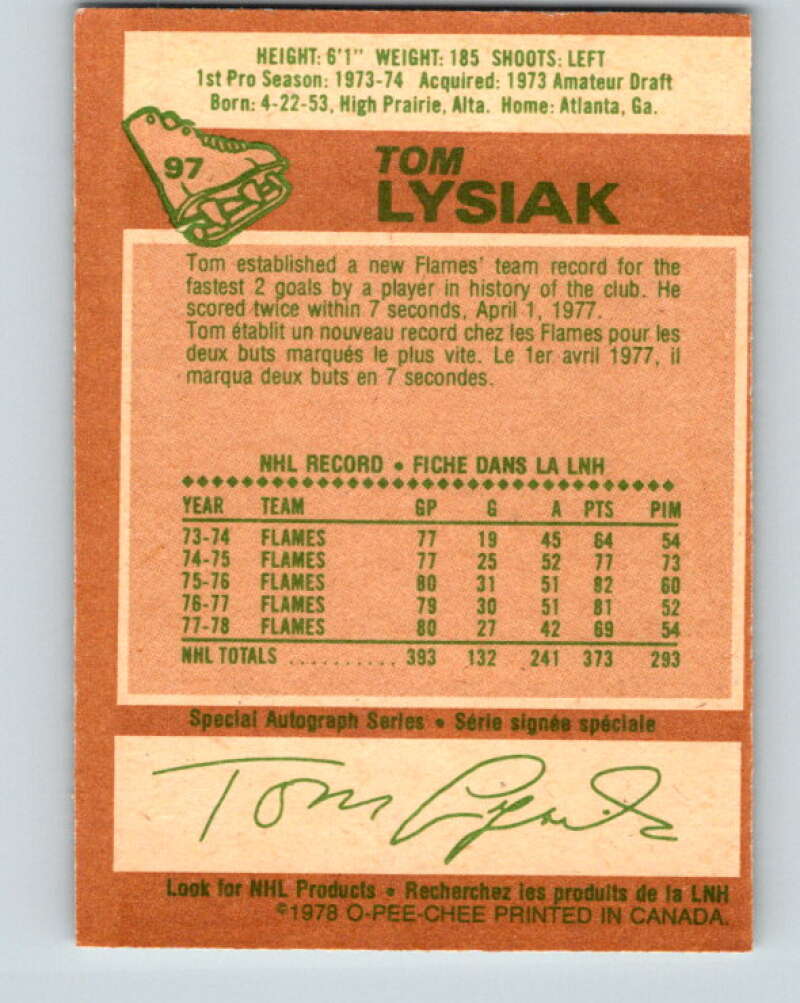 HEIGHT: 6'1" WEIGHT: 185 SHOOTS: LEFT
1st Pro Season: 1973-74 Acquired: 1973 Amateur Draft
Born: 4-22-53, High Prairie, Alta. Home: Atlanta, Ga.
97
TOM
LYSIAK
Tom established a new Flames' team record for the
fastest 2 goals by a player in history of the club. He
scored twice within 7 seconds, April 1, 1977.
Tom établit un nouveau record chez les Flames pour les
deux buts marqués le plus vite. Le 1er avril 1977, il
marqua deux buts en 7 secondes.
NHL RECORD • FICHE DANS LA LNH
YEAR TEAM GP G A PTS PIM
73-74 FLAMES 77 19 45 64 54
74-75 FLAMES 77 25 52 77 73
75-76 FLAMES 80 31 51 82 60
76-77 FLAMES 79 30 51 81 52
77-78 FLAMES 80 27 42 69 54
NHL TOTALS .......... 393 132 241 373 293
Special Autograph Series • Série signée spéciale
Tom Lysiak
Look for NHL Products • Recherchez les produits de la LNH
©1978 O-PEE-CHEE PRINTED IN CANADA.